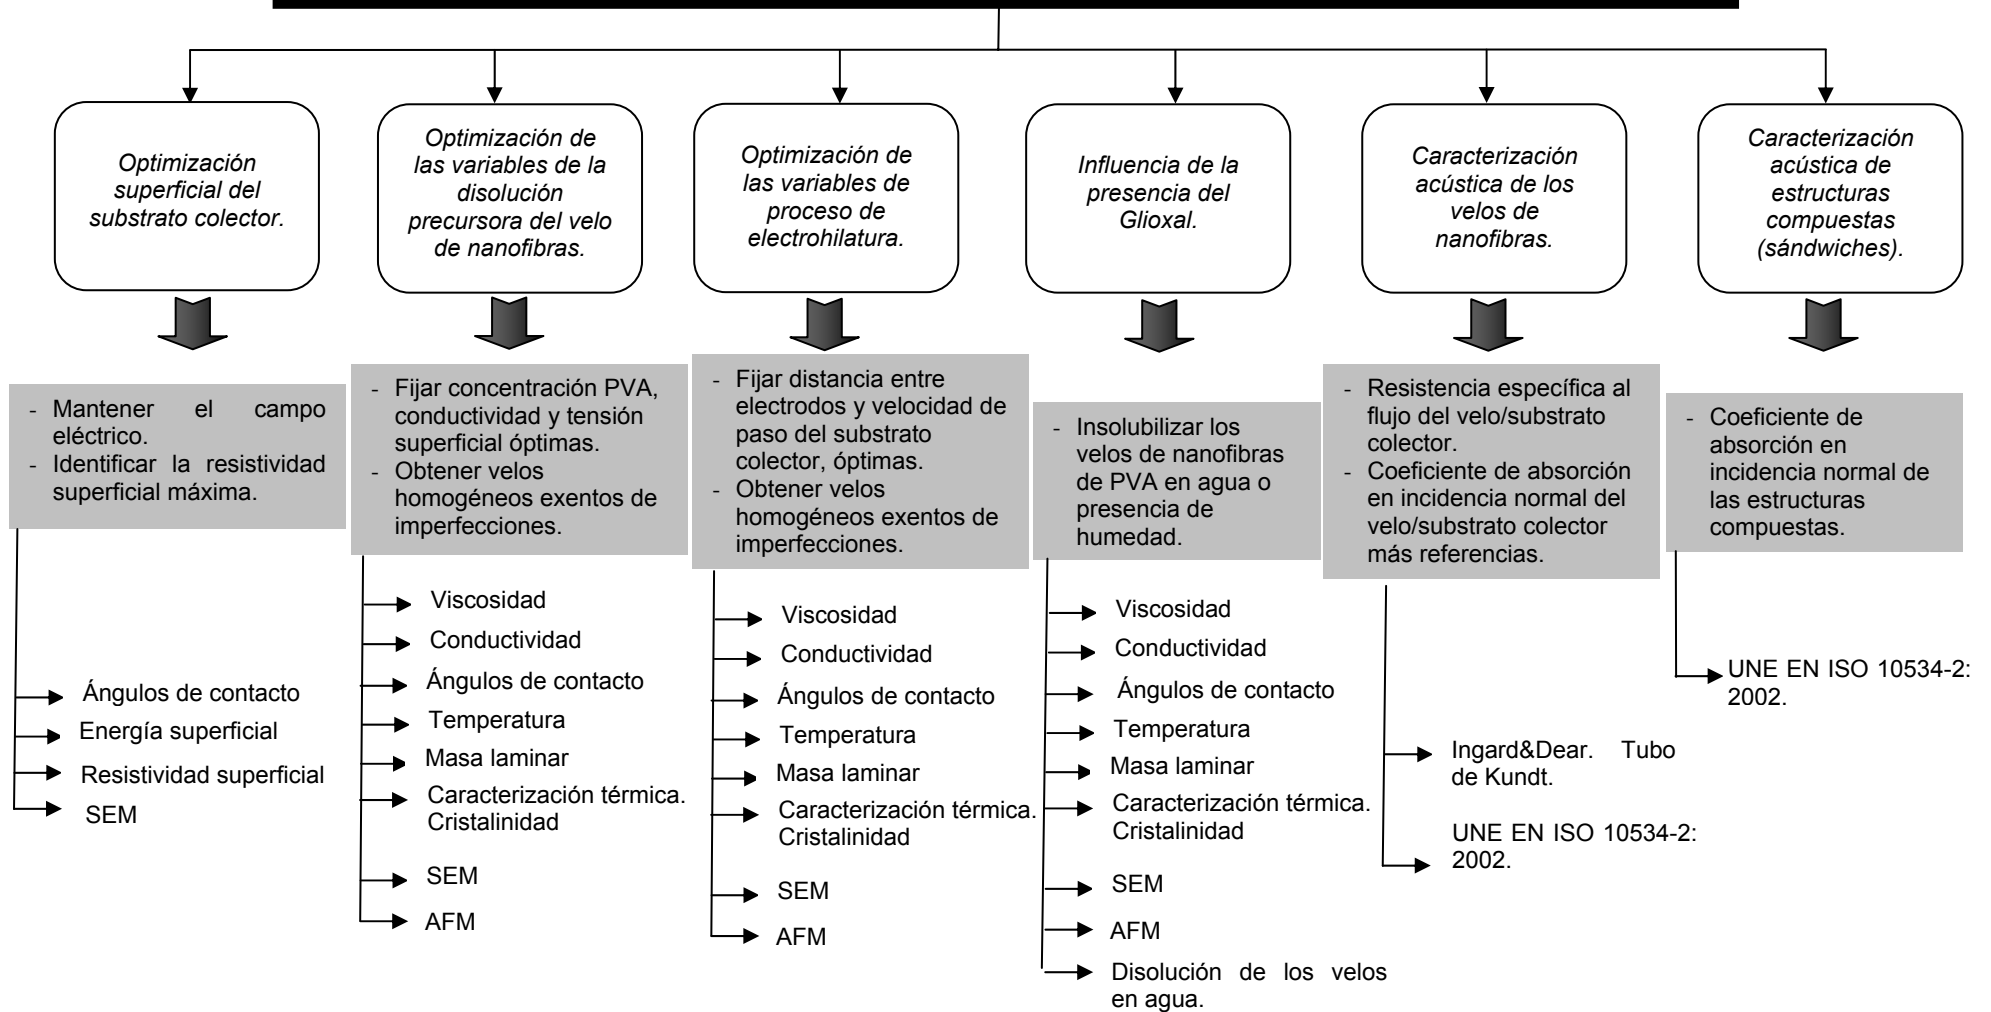 Optimización
superficial del
substrato colector.
Optimización de
las variables de la
disolución
precursora del velo
de nanofibras.
Optimización de
las variables de
proceso de
electrohilatura.
Influencia de la
presencia del
Glioxal.
Caracterización
acústica de los
velos de
nanofibras.
Caracterización
acústica de
estructuras
compuestas
(sándwiches).
- Mantener el campo
eléctrico.
- Identificar la resistividad
superficial máxima.
- Fijar concentración PVA,
conductividad y tensión
superficial óptimas.
- Obtener velos
homogéneos exentos de
imperfecciones.
- Fijar distancia entre
electrodos y velocidad de
paso del substrato
colector, óptimas.
- Obtener velos
homogéneos exentos de
imperfecciones.
- Insolubilizar los
velos de nanofibras
de PVA en agua o
presencia de
humedad.
- Resistencia específica al
flujo del velo/substrato
colector.
- Coeficiente de absorción
en incidencia normal del
velo/substrato colector
más referencias.
- Coeficiente de
absorción en
incidencia normal de
las estructuras
compuestas.
Ángulos de contacto
Energía superficial
Resistividad superficial
SEM
Viscosidad
Conductividad
Ángulos de contacto
Temperatura
Masa laminar
Caracterización térmica.
Cristalinidad
SEM
AFM
Viscosidad
Conductividad
Ángulos de contacto
Temperatura
Masa laminar
Caracterización térmica.
Cristalinidad
SEM
AFM
Viscosidad
Conductividad
Ángulos de contacto
Temperatura
Masa laminar
Caracterización térmica.
Cristalinidad
SEM
AFM
Disolución de los velos
en agua.
Ingard&Dear. Tubo
de Kundt.
UNE EN ISO 10534-2:
2002.
UNE EN ISO 10534-2:
2002.